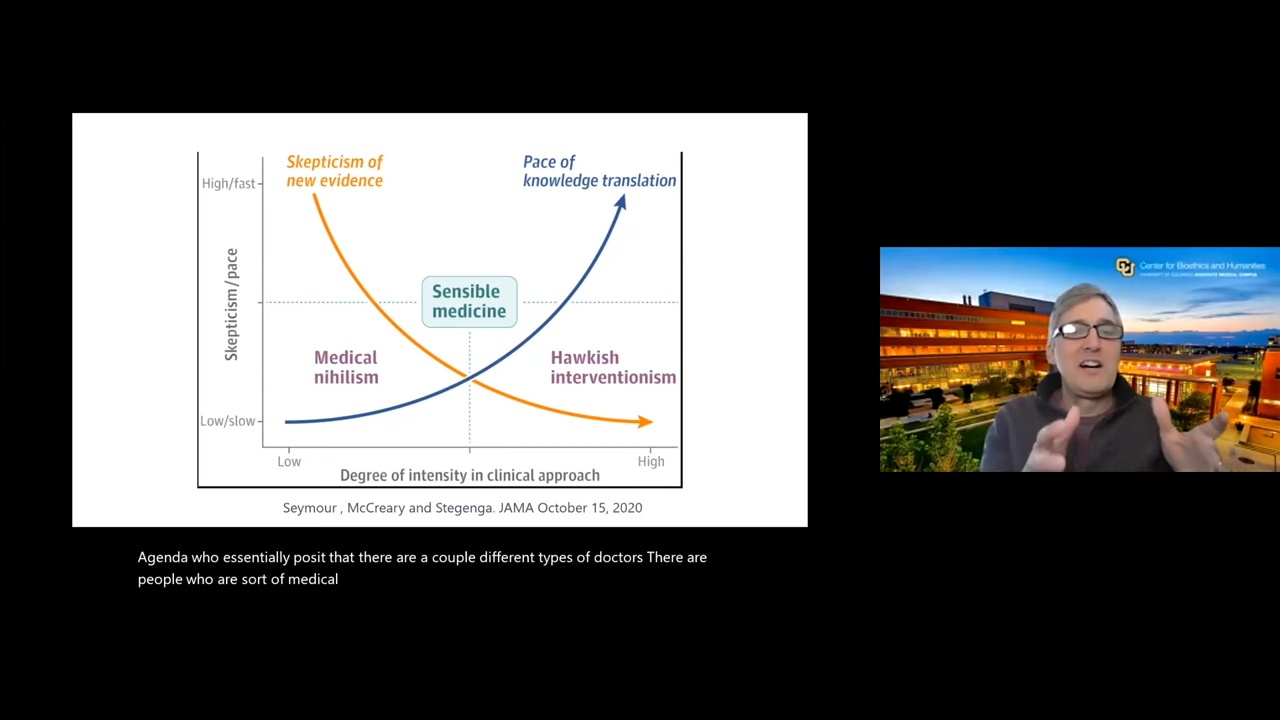 Skepticism of
new evidence
Pace of
knowledge translation
High/fast
Skepticism/pace
Sensible
medicine
Medical
nihilism
Hawkish
interventionism
Low/slow
Low
High
Degree of intensity in clinical approach
Seymour , McCreary and Stegenga. JAMA October 15, 2020
Center for Bioethics and Humanities
UNIVERSITY OF COLORADO ANSCHUTZ MEDICAL CAMPUS
Agenda who essentially posit that there are a couple different types of doctors There are
people who are sort of medical